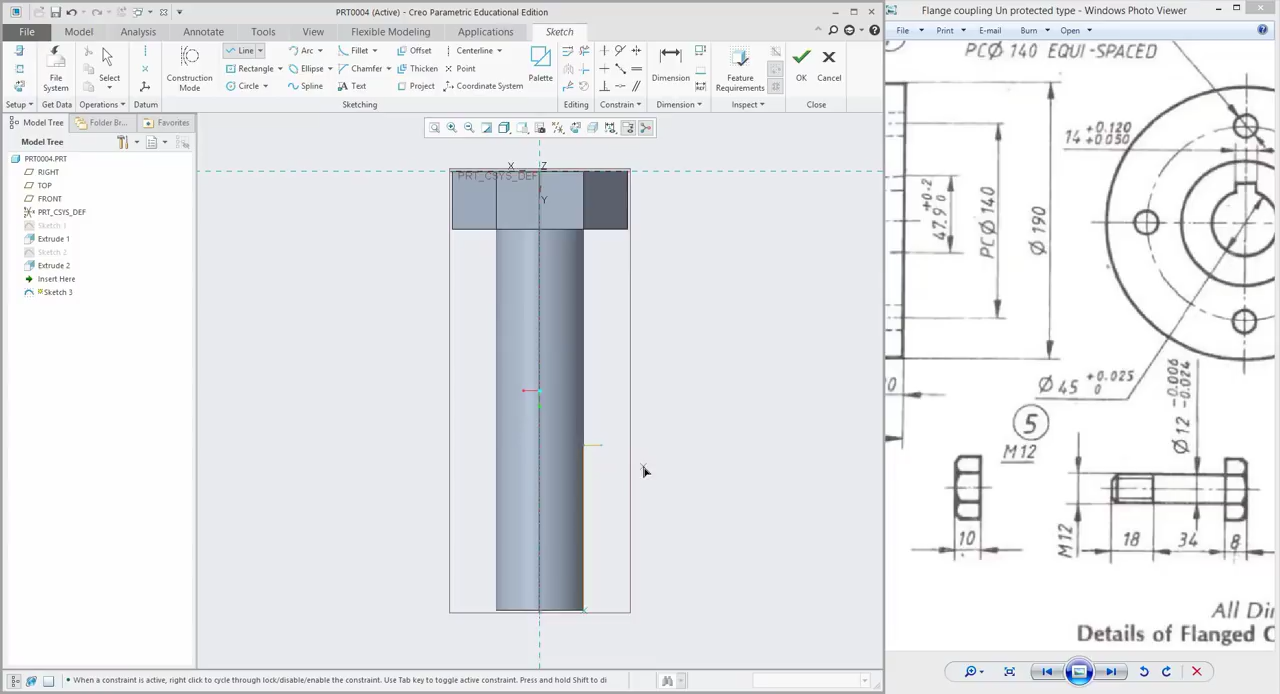 PRT0004 (Active) - Creo Parametric Educational Edition
File Model Analysis Annotate Tools View Flexible Modeling Applications Sketch
File System
Select
Construction Mode
Line Arc Fillet Offset Centerline
Rectangle Ellipse Chamfer Thicken Point
Circle Spline Text Project Coordinate System
Palette
Dimension
Feature Requirements
OK Cancel
Setup Get Data Operations Datum Sketching Editing Constrain Dimension Inspect Close
Model Tree Folder Br... Favorites
Model Tree
PRT0004.PRT
RIGHT
TOP
FRONT
PRT_CSYS_DEF
Sketch 1
Extrude 1
Extrude 2
Insert Here
Sketch 3
X Z
PRT_CSYS_DEF
Y
When a constraint is active, right click to cycle through lock/disable/enable the Use Tab key to toggle active constraint. Press and hold Shift to di
Flange coupling Un protected type - Windows Photo Viewer
File Print E-mail Burn Open
PCØ 140 EQUI-SPACED
14 +0.120 +0.050
47.9 +0.2 0
PCØ 140
Ø 190
Ø 45 +0.025 0
Ø 12 -0.006 -0.024
5
M12
10
M12
18 34 8
All Di
Details of Flanged C